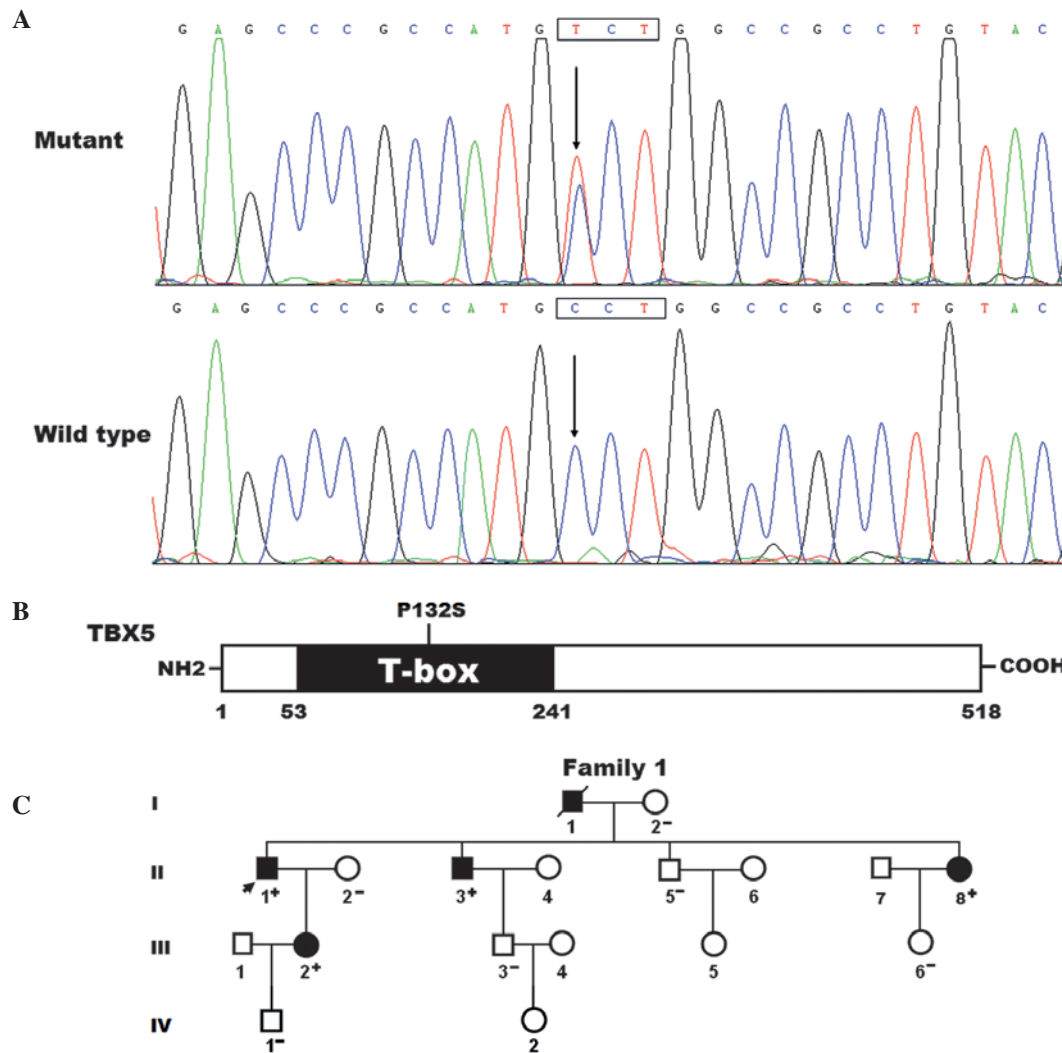 A
G A G C C C G C C A T G T C T G G C C G C C T G T A C
Mutant
G A G C C C G C C A T G C C T G G C C G C C T G T A C
Wild type
B
P132S
TBX5
NH2 T-box COOH
1 53 241 518
Family 1
C
I
1 2−
II
1+ 2− 3+ 4 5− 6 7 8+
III
1 2+ 3− 4 5 6−
IV
1− 2